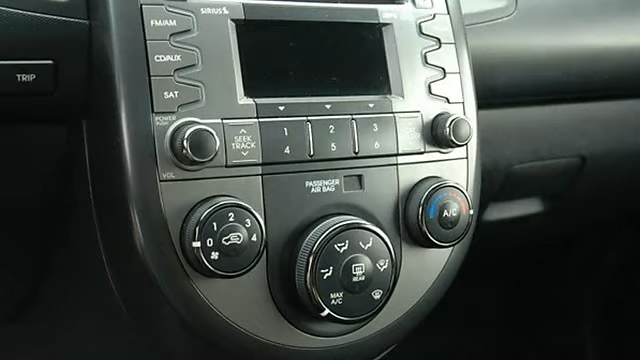 SIRIUS
FM/AM
CD/AUX
SAT
TRIP
POWER
PUSH
VOL
SEEK
TRACK
1 2 3
4 5 6
PASSENGER
AIR BAG
0 1 2 3 4
A/C
REAR
MAX
A/C